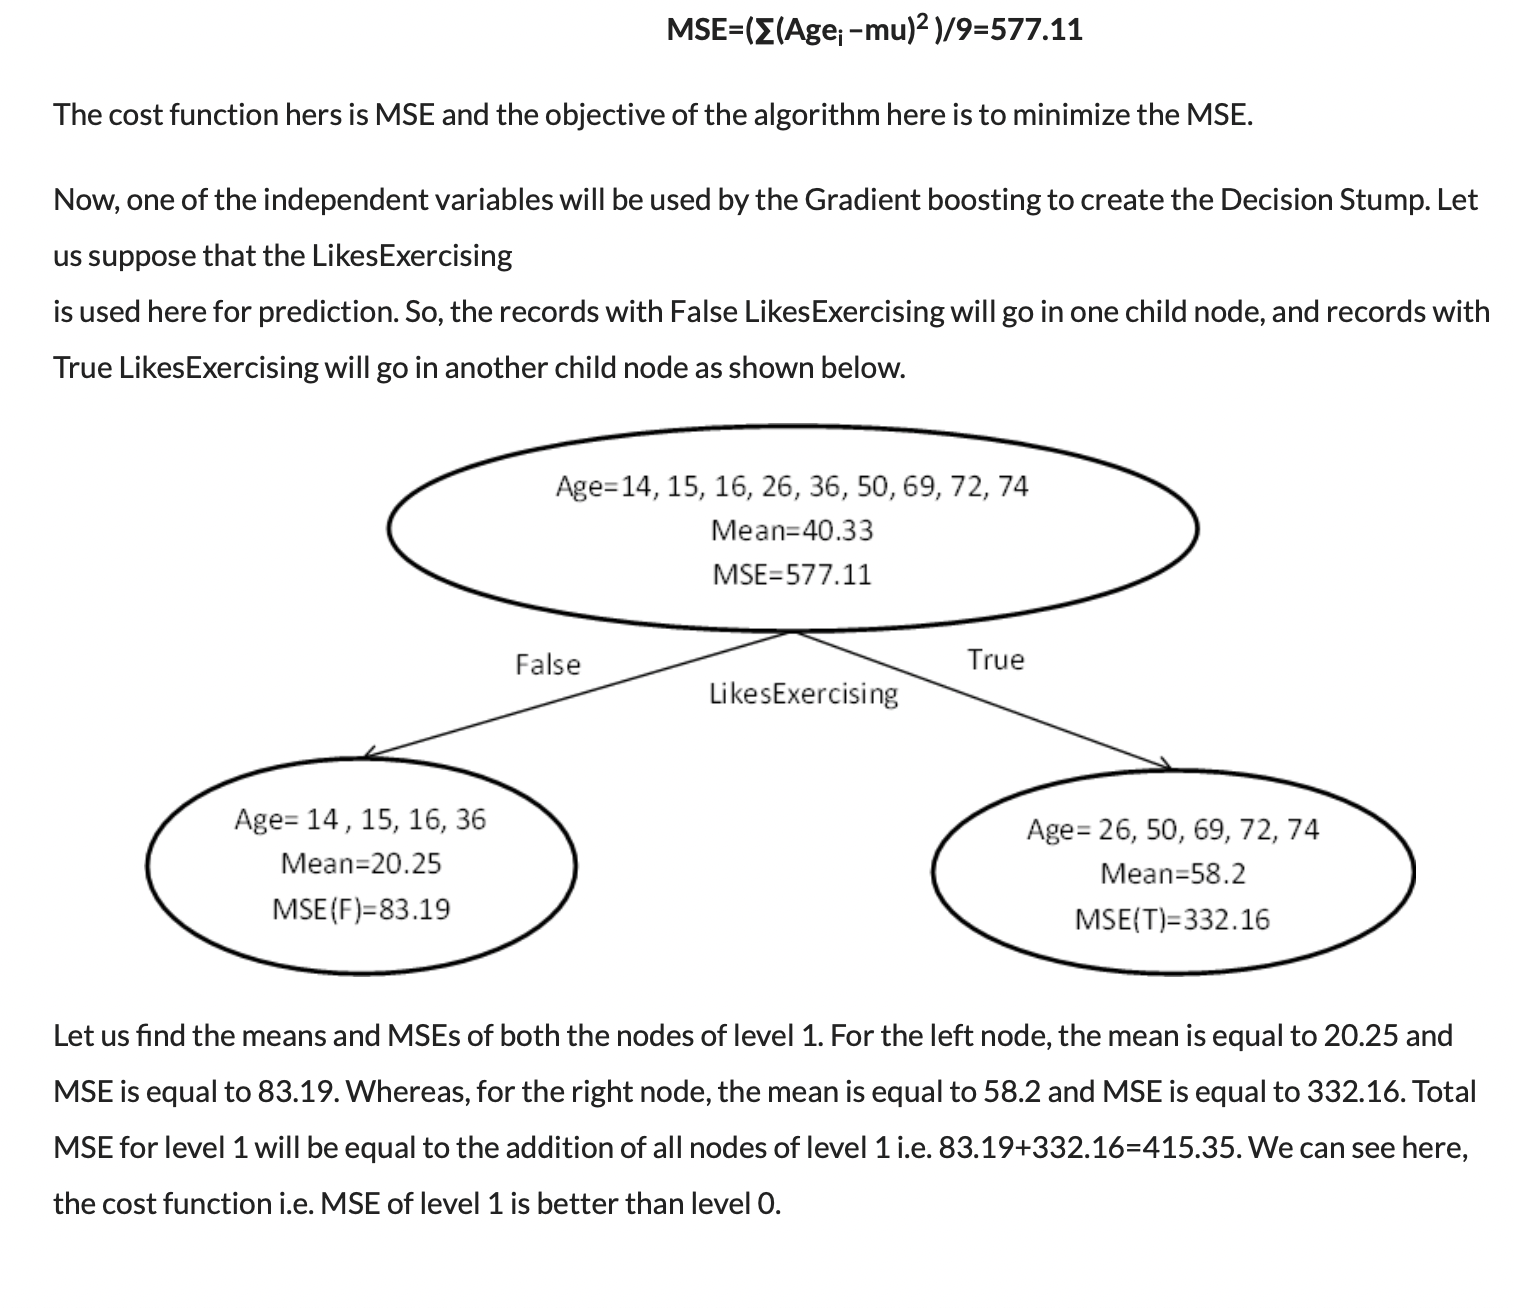 MSE=(∑(Ageᵢ –mu)² )/9=577.11
The cost function hers is MSE and the objective of the algorithm here is to minimize the MSE.
Now, one of the independent variables will be used by the Gradient boosting to create the Decision Stump. Let
us suppose that the LikesExercising
is used here for prediction. So, the records with False LikesExercising will go in one child node, and records with
True LikesExercising will go in another child node as shown below.
Age=14, 15, 16, 26, 36, 50, 69, 72, 74
Mean=40.33
MSE=577.11
False
True
LikesExercising
Age= 14 , 15, 16, 36
Mean=20.25
MSE(F)=83.19
Age= 26, 50, 69, 72, 74
Mean=58.2
MSE(T)=332.16
Let us find the means and MSEs of both the nodes of level 1. For the left node, the mean is equal to 20.25 and
MSE is equal to 83.19. Whereas, for the right node, the mean is equal to 58.2 and MSE is equal to 332.16. Total
MSE for level 1 will be equal to the addition of all nodes of level 1 i.e. 83.19+332.16=415.35. We can see here,
the cost function i.e. MSE of level 1 is better than level 0.